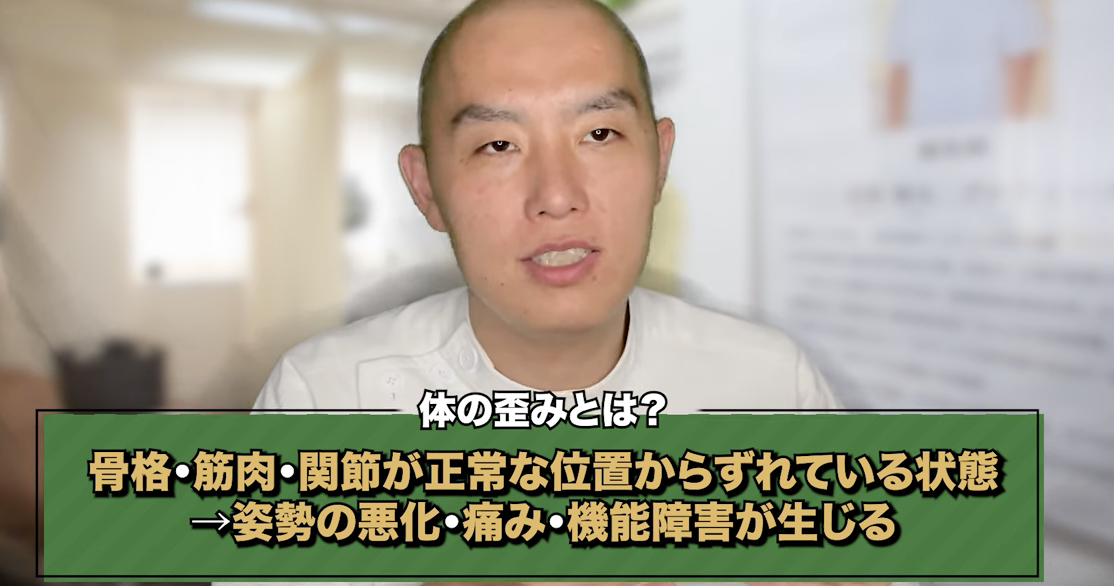 体の歪みとは?
骨格・筋肉・関節が正常な位置からずれている状態
→姿勢の悪化・痛み・機能障害が生じる